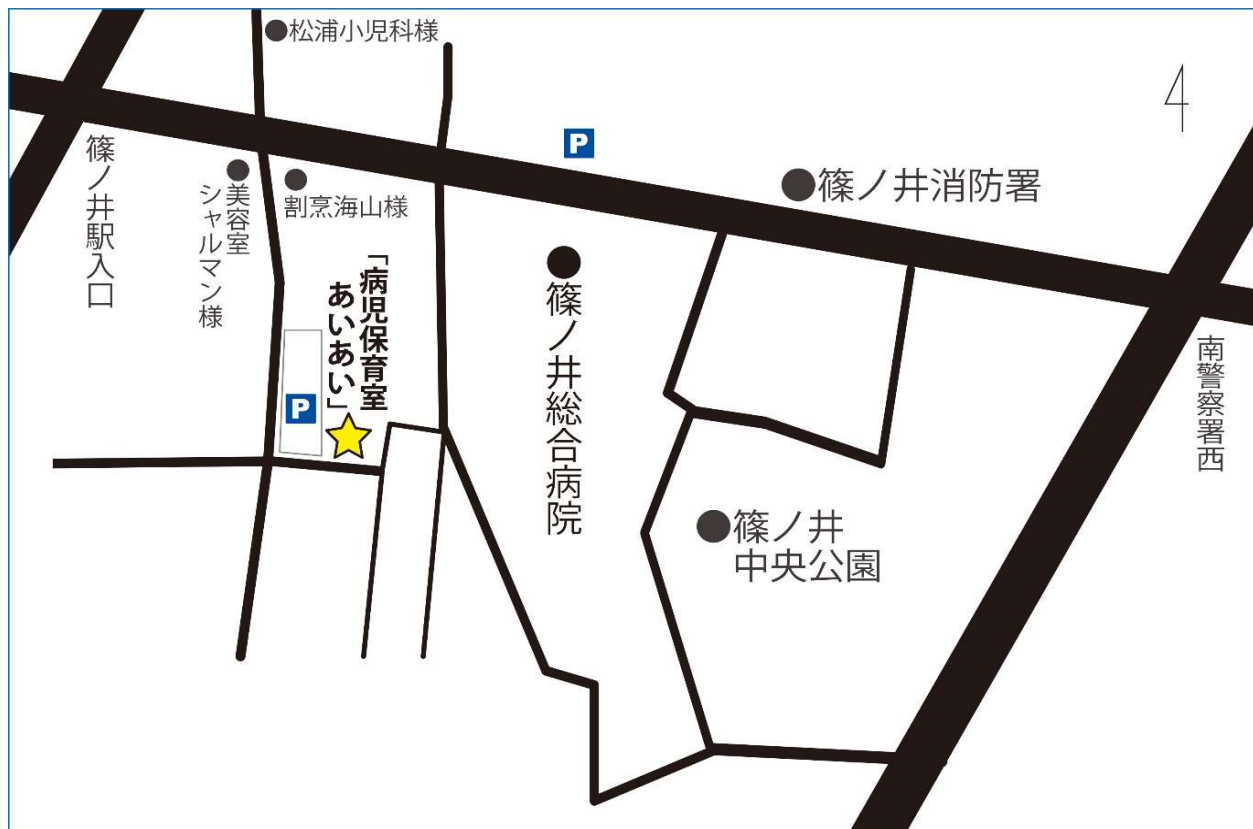 松浦小児科様
P
篠ノ井消防署
篠ノ井駅入口
美容室
シャルマン様
割烹海山様
「病児保育室
あいあい」
P
篠ノ井総合病院
南警察署西
篠ノ井
中央公園